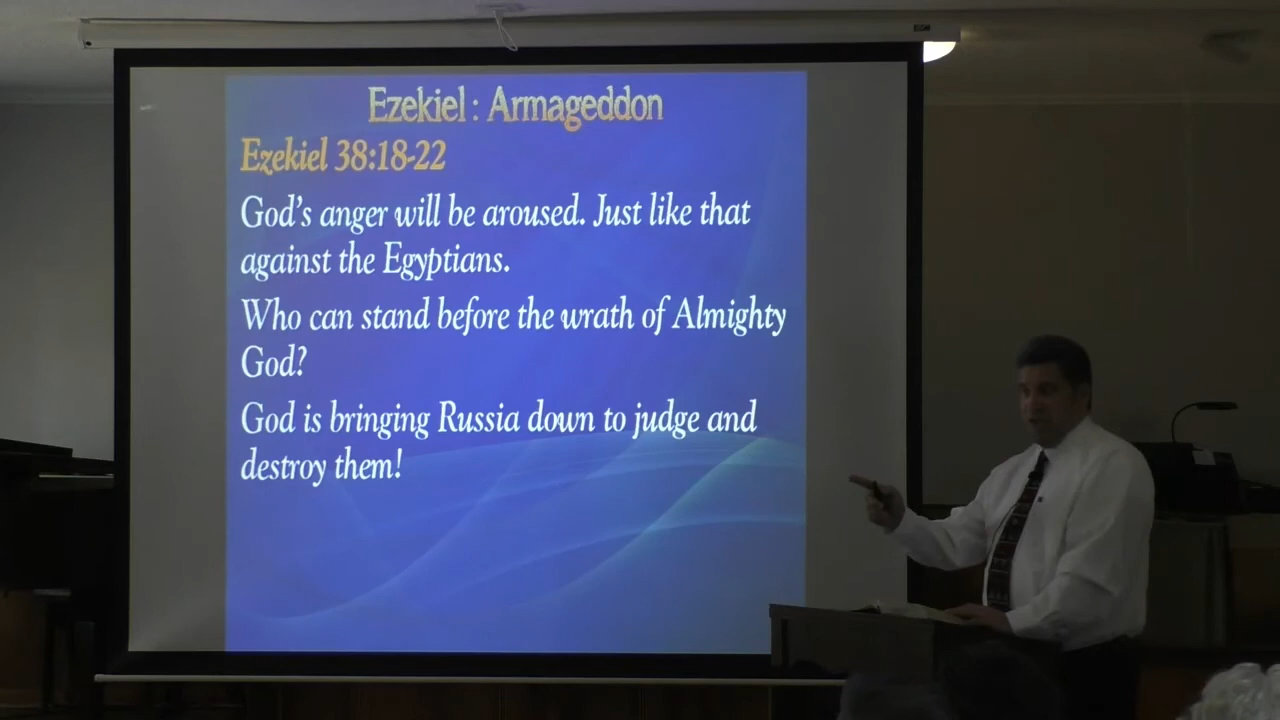 Ezekiel : Armageddon
Ezekiel 38:18-22
God's anger will be aroused. Just like that
against the Egyptians.
Who can stand before the wrath of Almighty
God?
God is bringing Russia down to judge and
destroy them!